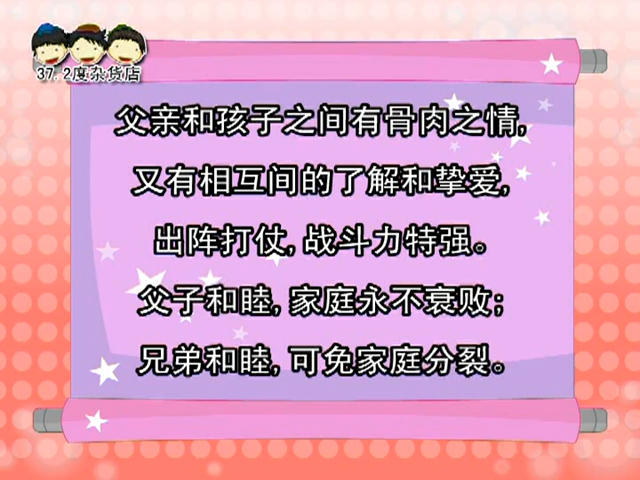 37.2度杂货店
父亲和孩子之间有骨肉之情,
又有相互间的了解和挚爱,
出阵打仗,战斗力特强。
父子和睦,家庭永不衰败;
兄弟和睦,可免家庭分裂。